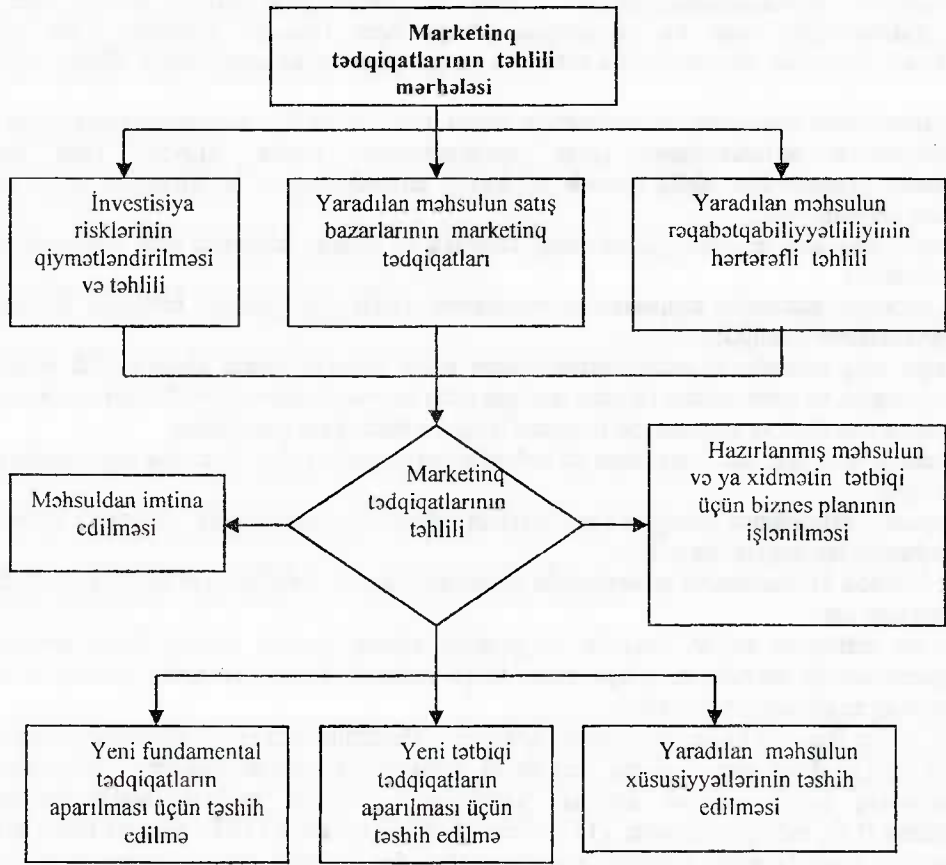 Marketinq
tədqiqatlarının təhlili
mərhələsi
İnvestisiya
risklərinin
qiymətləndirilməsi
və təhlili
Yaradılan məhsulun satış
bazarlarının marketinq
tədqiqatları
Yaradılan məhsulun
rəqabətqabiliyyətliliyinin
hərtərəfli təhlili
Məhsuldan imtina
edilməsi
Marketinq
tədqiqatlarının
təhlili
Hazırlanmış məhsulun
və ya xidmətin tətbiqi
üçün biznes planının
işlənilməsi
Yeni fundamental
tədqiqatların
aparılması üçün təshih
edilmə
Yeni tətbiqi
tədqiqatların
aparılması üçün
təshih edilmə
Yaradılan məhsulun
xüsusiyyətlərinin təshih
edilməsi